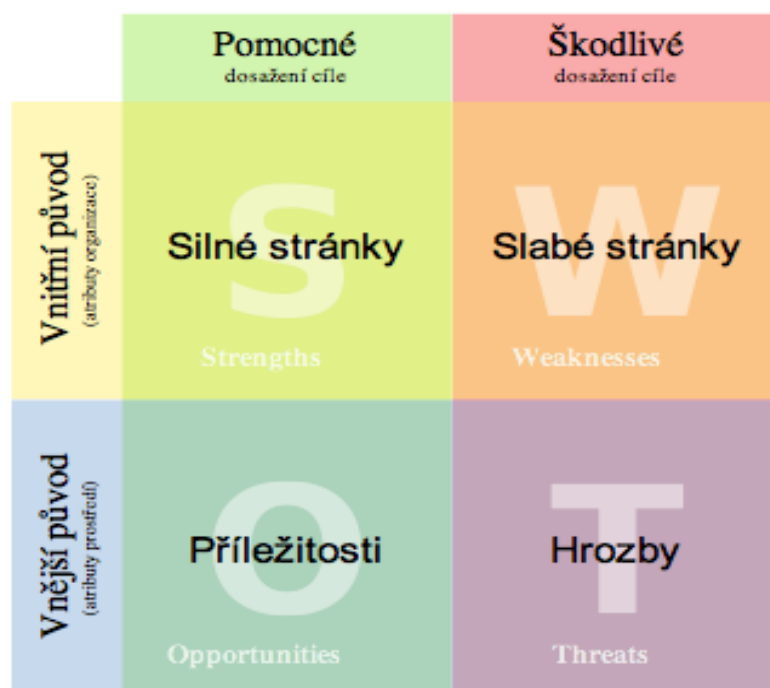 Pomocné
dosažení cíle
Škodlivé
dosažení cíle
Vnitřní původ
(atributy organizace)
S
Silné stránky
Strengths
W
Slabé stránky
Weaknesses
Vnější původ
(atributy prostředí)
O
Příležitosti
Opportunities
T
Hrozby
Threats